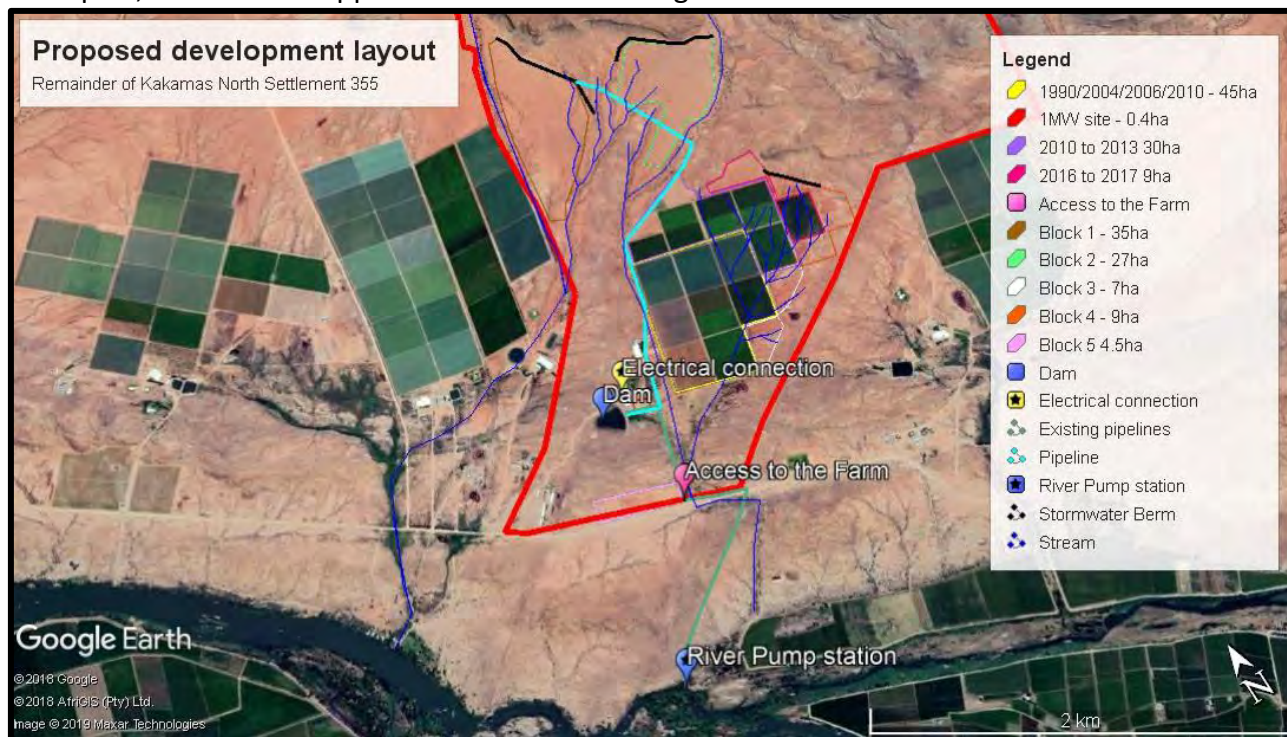 Proposed development layout
Remainder of Kakamas North Settlement 355
Legend
1990/2004/2006/2010 - 45ha
1MW site - 0.4ha
2010 to 2013 30ha
2016 to 2017 9ha
Access to the Farm
Block 1 - 35ha
Block 2 - 27ha
Block 3 - 7ha
Block 4 - 9ha
Block 5 4.5ha
Dam
Electrical connection
Existing pipelines
Pipeline
River Pump station
Stormwater Berm
Stream
Electrical connection
Dam
Access to the Farm
River Pump station
Google Earth
©2018 Google
©2018 AfriGIS (Pty) Ltd.
Image © 2019 Maxar Technologies
N
2 km